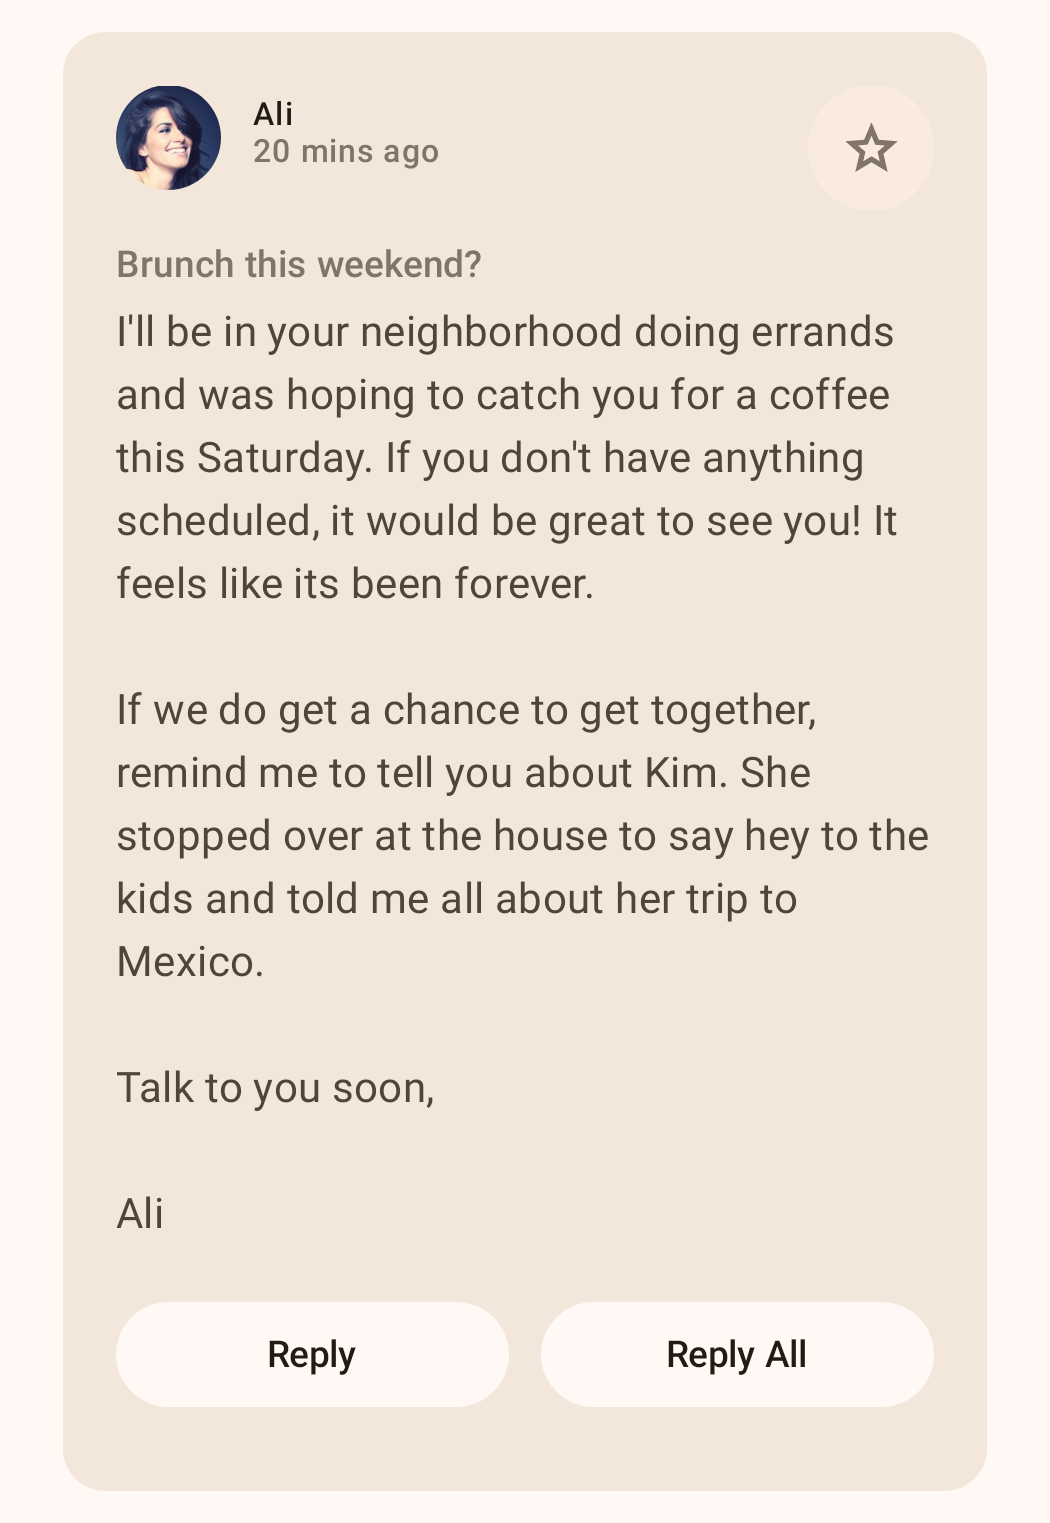 Ali
20 mins ago
Brunch this weekend?
I'll be in your neighborhood doing errands
and was hoping to catch you for a coffee
this Saturday. If you don't have anything
scheduled, it would be great to see you! It
feels like its been forever.
If we do get a chance to get together,
remind me to tell you about Kim. She
stopped over at the house to say hey to the
kids and told me all about her trip to
Mexico.
Talk to you soon,
Ali
Reply
Reply All